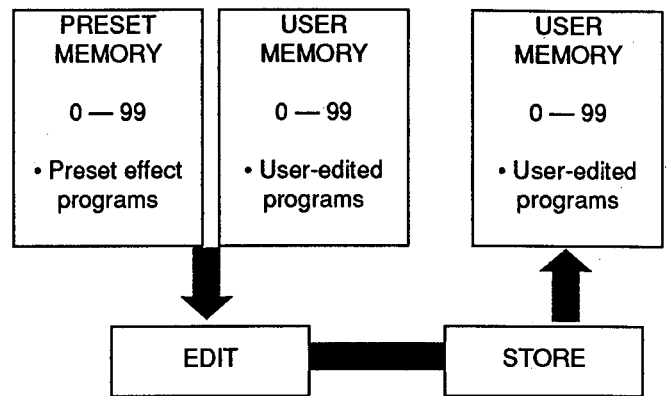 PRESET
MEMORY
0 — 99
• Preset effect
programs
USER
MEMORY
0 — 99
• User-edited
programs
USER
MEMORY
0 — 99
• User-edited
programs
EDIT
STORE